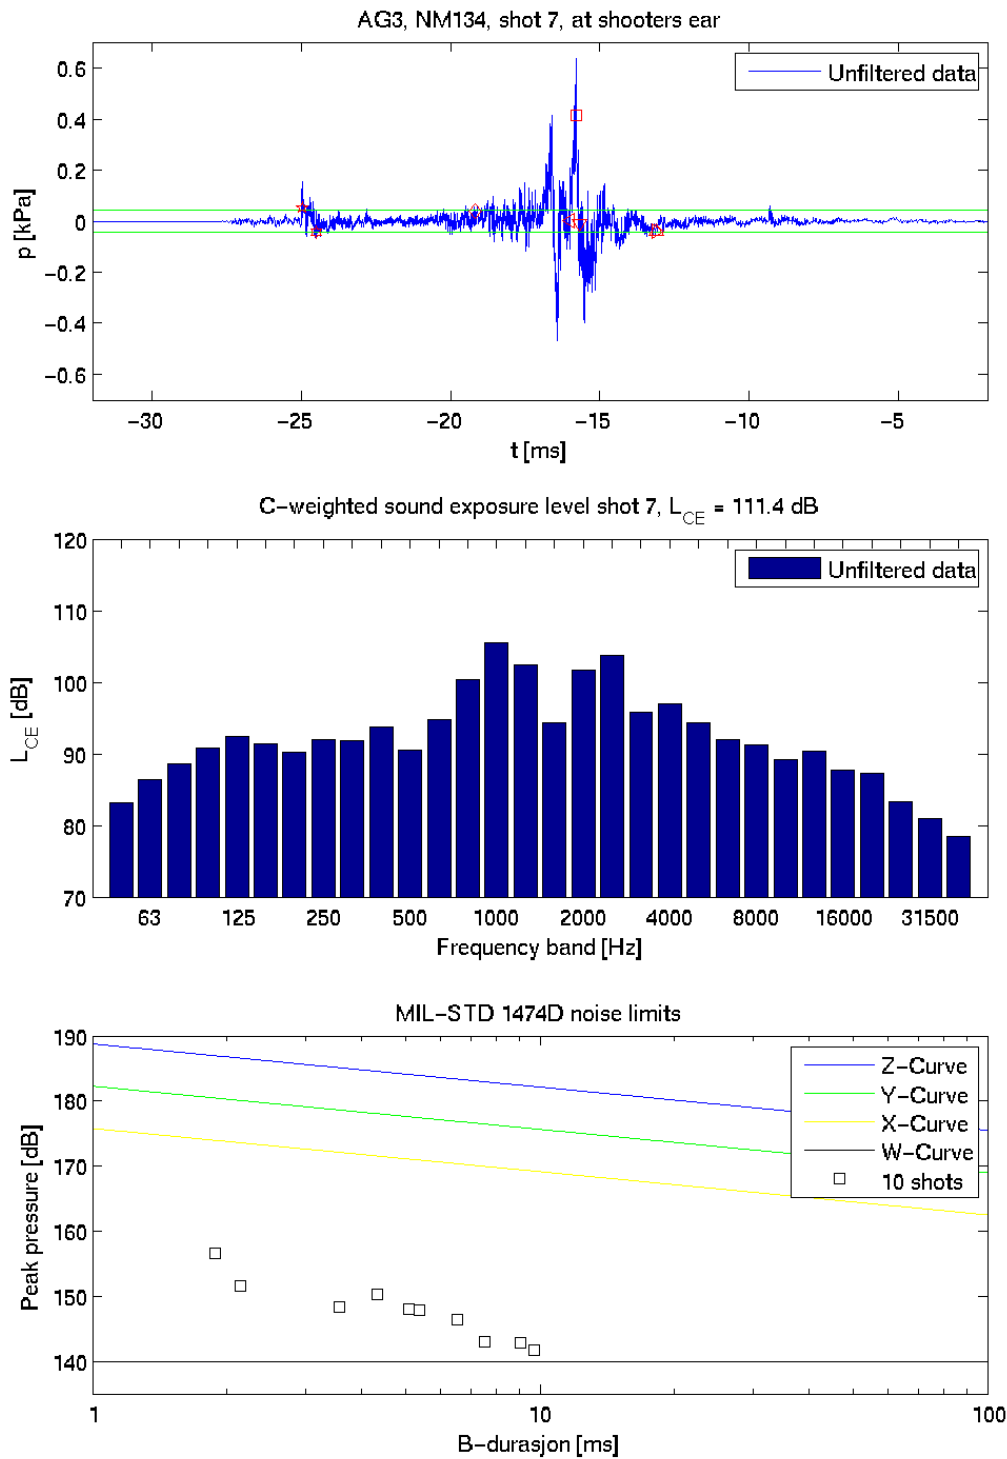 AG3, NM134, shot 7, at shooters ear
Unfiltered data
0.6
0.4
0.2
0
−0.2
−0.4
−0.6
p [kPa]
−30
−25
−20
−15
−10
−5
t [ms]
C−weighted sound exposure level shot 7, L_CE = 111.4 dB
Unfiltered data
120
110
100
90
80
70
L_CE [dB]
63
125
250
500
1000
2000
4000
8000
16000
31500
Frequency band [Hz]
MIL−STD 1474D noise limits
190
180
170
160
150
140
Peak pressure [dB]
Z−Curve
Y−Curve
X−Curve
W−Curve
10 shots
1
10
100
B−durasjon [ms]